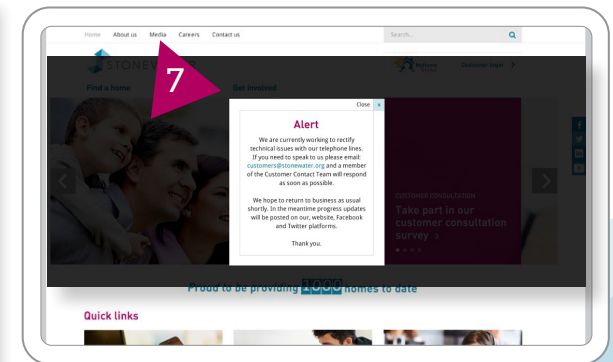 Home About us Media Careers Contact us Search...
STONEWATER Customer Login
7
Find a home Get involved
Close x
Alert
We are currently working to rectify
technical issues with our telephone lines.
If you need to speak to us please email:
customers@stonewater.org and a member
of the Customer Contact Team will respond
as soon as possible.
We hope to return to business as usual
shortly. In the meantime progress updates
will be posted on our, website, Facebook
and Twitter platforms.
Thank you.
CUSTOMER CONSULTATION
Take part in our
customer consultation
survey >
Proud to be providing 1000 homes to date
Quick links